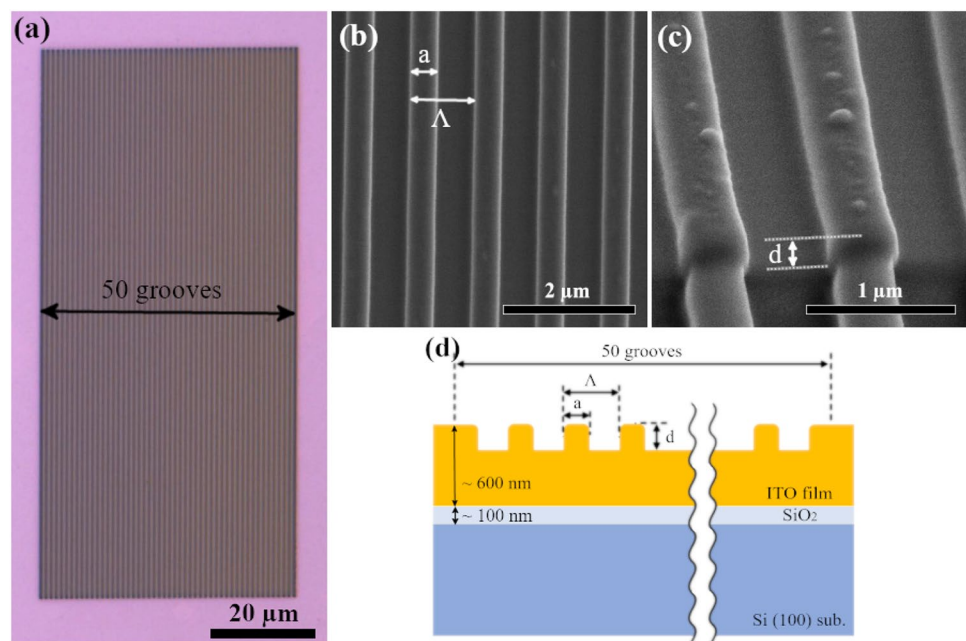 (a)
50 grooves
20 μm
(b)
a
Λ
2 μm
(c)
d
1 μm
(d)
50 grooves
Λ
a
d
~ 600 nm
ITO film
~ 100 nm
SiO₂
Si (100) sub.